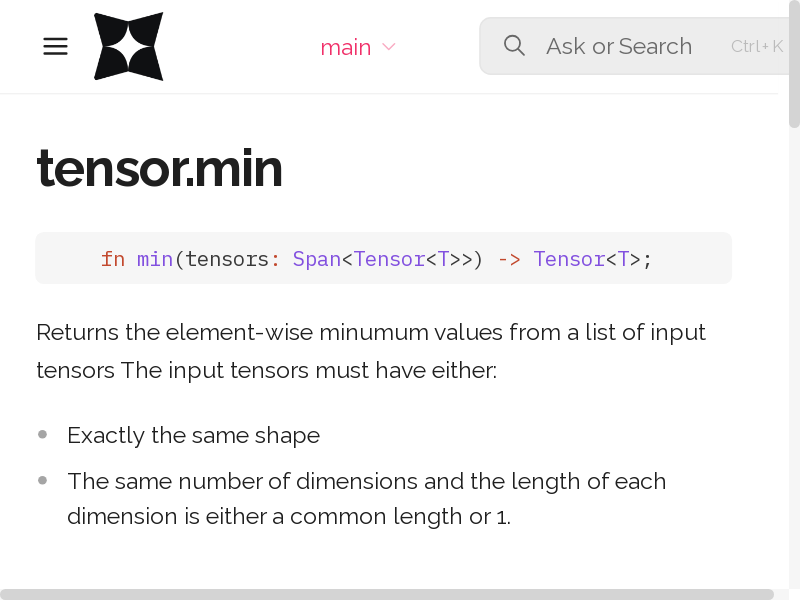 main
Ask or Search
Ctrl+K
tensor.min
fn min(tensors: Span<Tensor<T>>) -> Tensor<T>;
Returns the element-wise minumum values from a list of input
tensors The input tensors must have either:
Exactly the same shape
The same number of dimensions and the length of each
dimension is either a common length or 1.